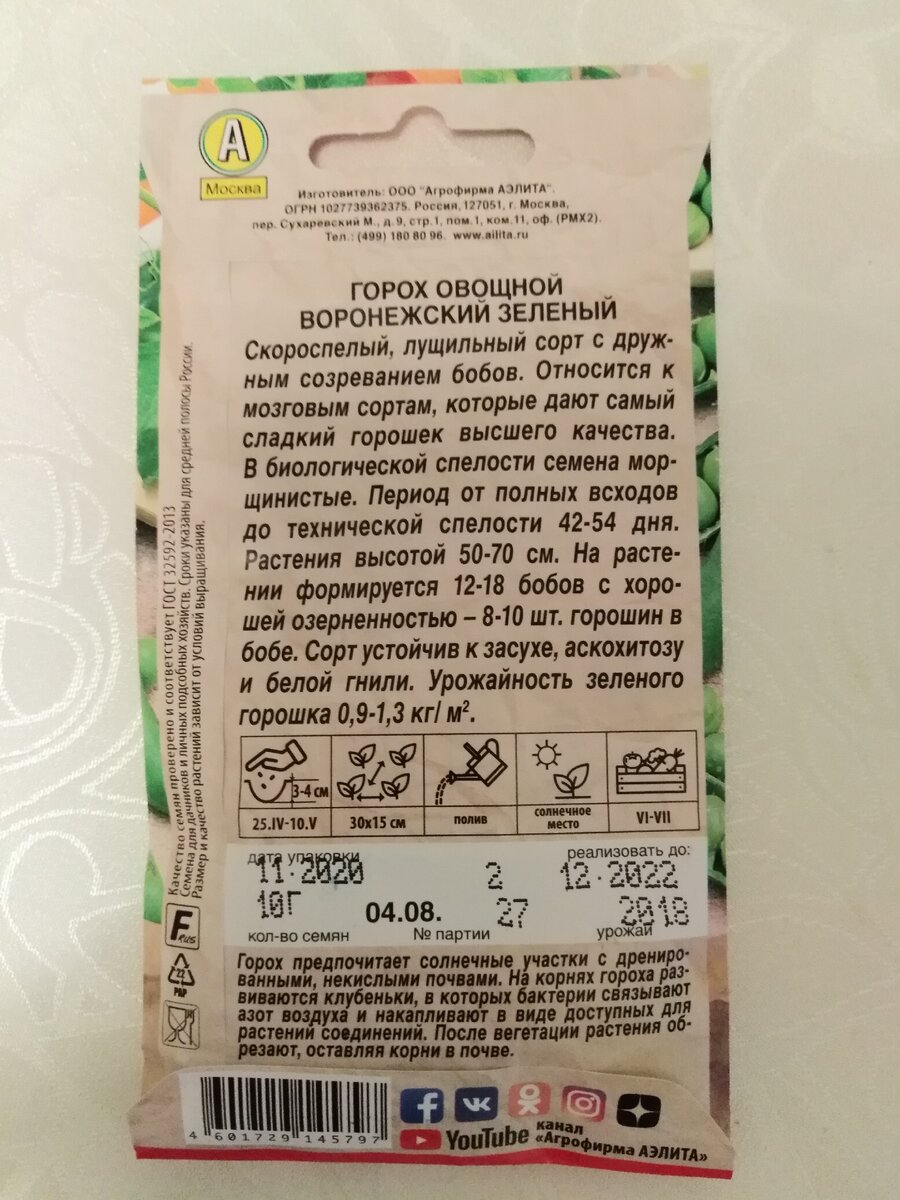 А
Москва
Изготовитель: ООО "Агрофирма АЭЛИТА".
ОГРН 1027739362375. Россия, 127051, г. Москва,
пер. Сухаревский М., д.9, стр.1, пом.1, ком.11, оф. (РМХ2).
Тел.: (499) 180 80 96. www.ailita.ru
ГОРОХ ОВОЩНОЙ
ВОРОНЕЖСКИЙ ЗЕЛЕНЫЙ
Скороспелый, лущильный сорт с друж-
ным созреванием бобов. Относится к
мозговым сортам, которые дают самый
сладкий горошек высшего качества.
В биологической спелости семена мор-
щинистые. Период от полных всходов
до технической спелости 42-54 дня.
Растения высотой 50-70 см. На расте-
нии формируется 12-18 бобов с хоро-
шей озерненностью – 8-10 шт. горошин в
бобе. Сорт устойчив к засухе, аскохитозу
и белой гнили. Урожайность зеленого
горошка 0,9-1,3 кг/ м².
3-4 см
25.IV-10.V 30х15 см полив солнечное место VI-VII
дата упаковки реализовать до:
11·2020 2 12·2022
10Г 04.08. 27 2018
кол-во семян № партии урожай
Горох предпочитает солнечные участки с дрениро-
ванными, некислыми почвами. На корнях гороха раз-
виваются клубеньки, в которых бактерии связывают
азот воздуха и накапливают в виде доступных для
растений соединений. После вегетации растения об-
резают, оставляя корни в почве.
Качество семян проверено и соответствует ГОСТ 32592-2013
Семена для дачников и личных подсобных хозяйств. Сроки указаны для средней полосы России.
Размер и качество растений зависит от условий выращивания.
F RUS
22
PAP
4 601729 145797
YouTube канал
«Агрофирма АЭЛИТА»